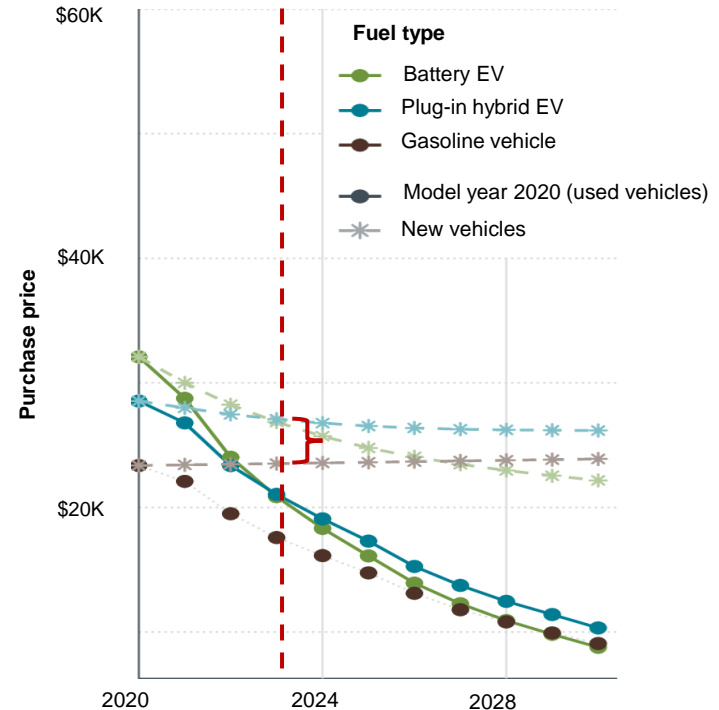 $60K
Fuel type
Battery EV
Plug-in hybrid EV
Gasoline vehicle
Model year 2020 (used vehicles)
New vehicles
$40K
Purchase price
$20K
2020
2024
2028